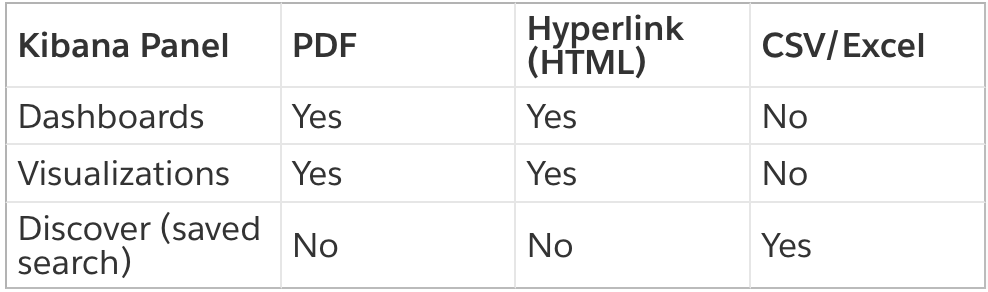 Kibana Panel PDF Hyperlink (HTML) CSV/Excel
Dashboards Yes Yes No
Visualizations Yes Yes No
Discover (saved search) No No Yes